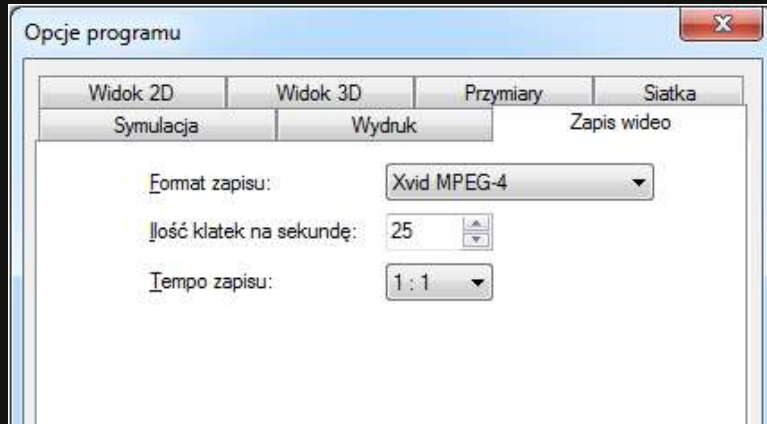 Opcje programu
Widok 2D Widok 3D Przymiary Siatka
Symulacja Wydruk Zapis wideo
Format zapisu: Xvid MPEG-4
Ilość klatek na sekundę: 25
Tempo zapisu: 1 : 1